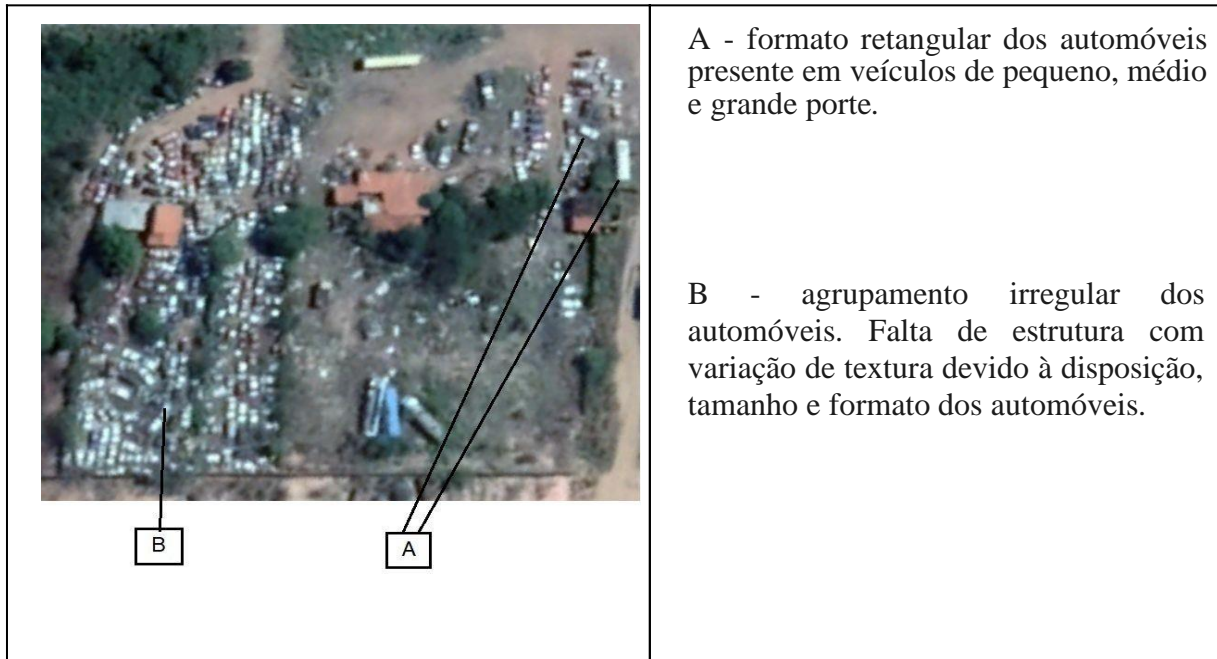 A - formato retangular dos automóveis
presente em veículos de pequeno, médio
e grande porte.
B - agrupamento irregular dos
automóveis. Falta de estrutura com
variação de textura devido à disposição,
tamanho e formato dos automóveis.
B
A